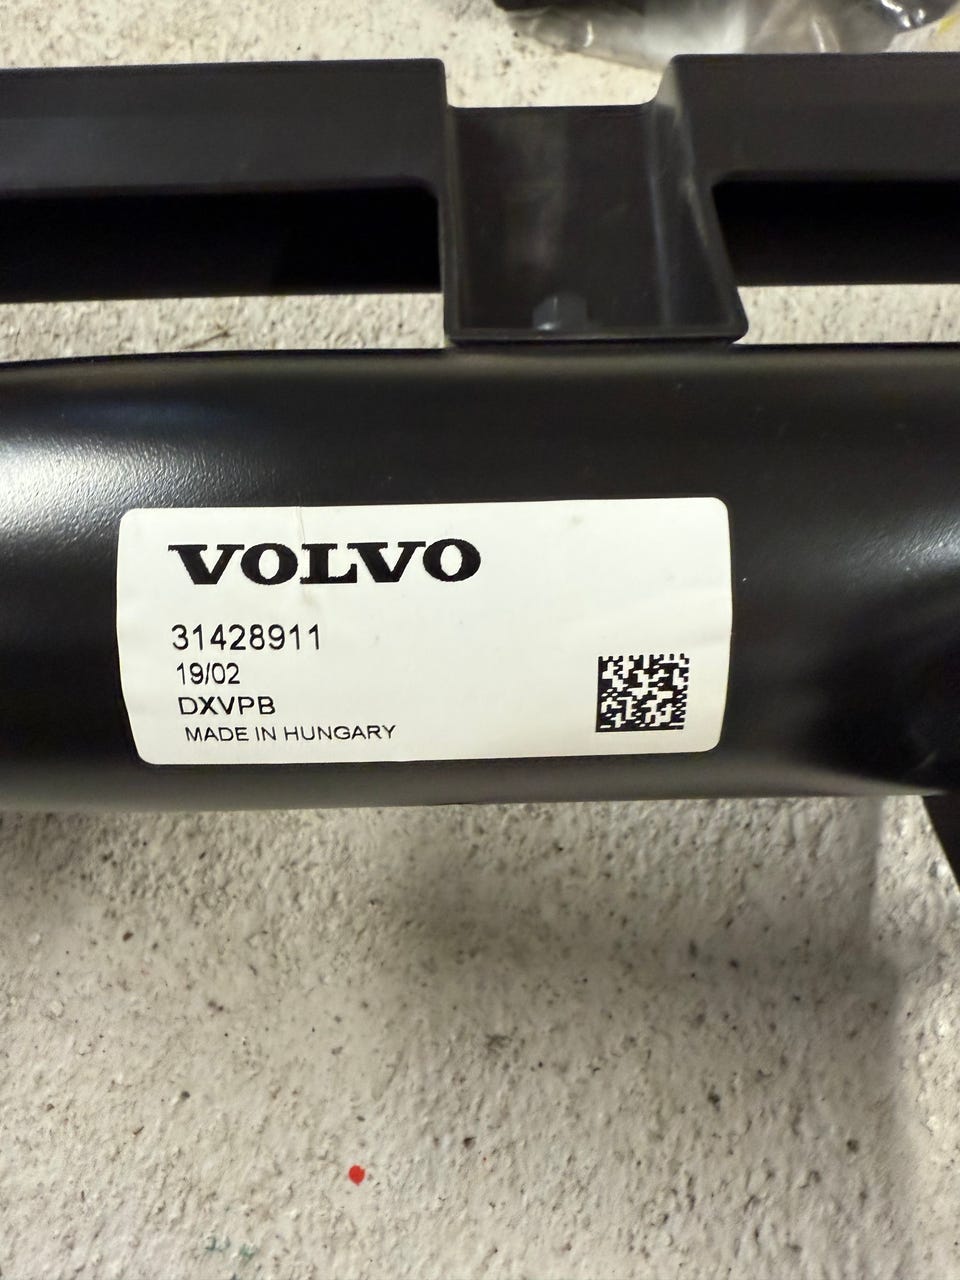 VOLVO
31428911
19/02
DXVPB
MADE IN HUNGARY